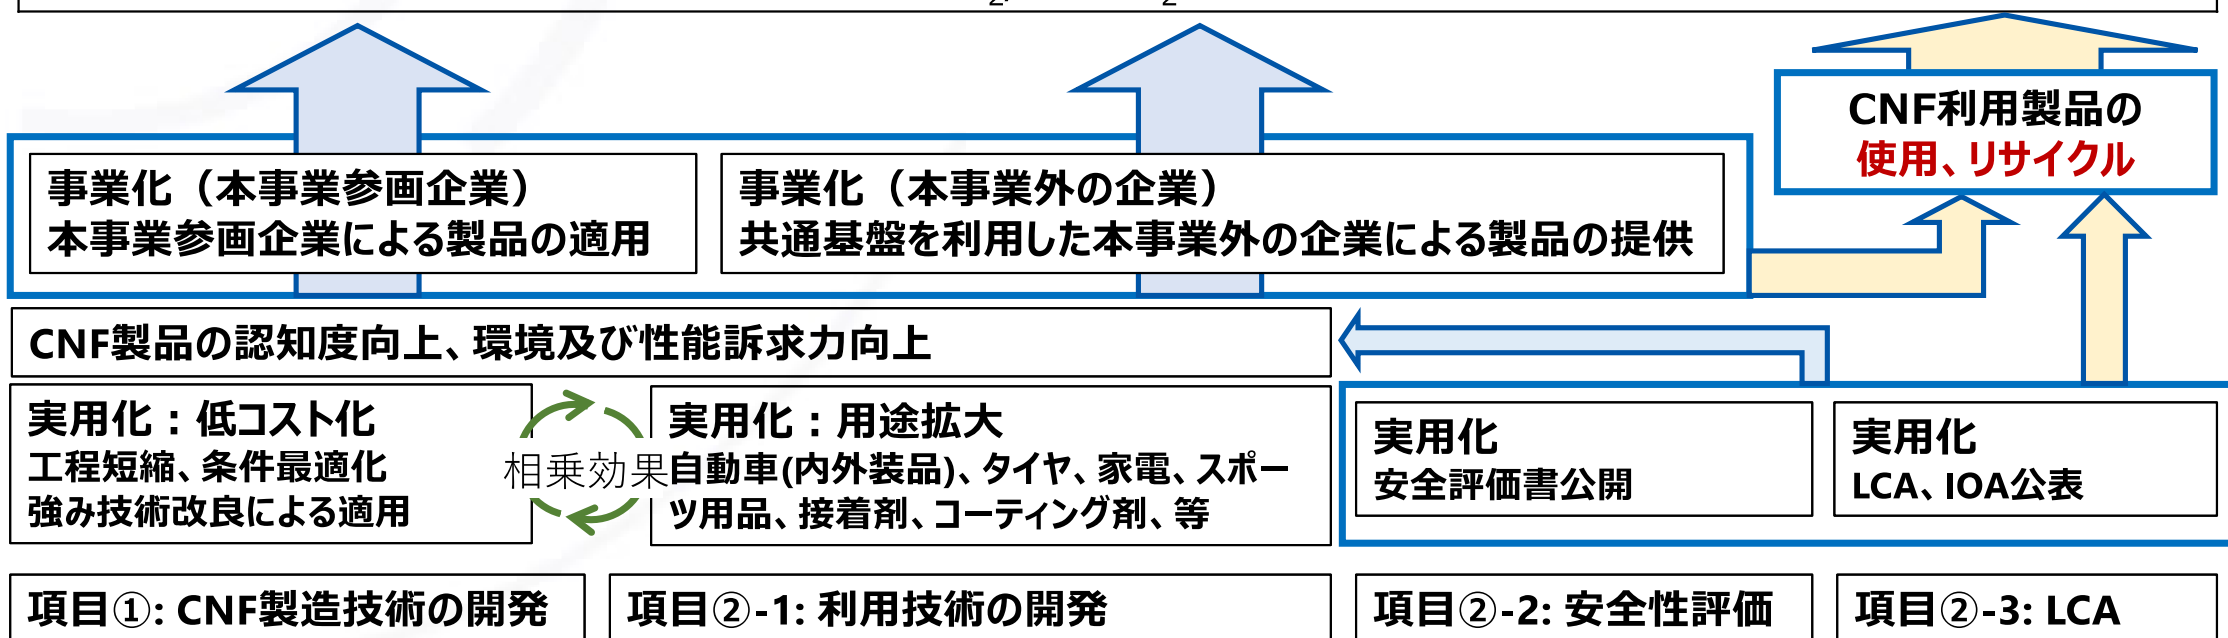 CNF利用製品の
使用、リサイクル
事業化（本事業参画企業）
本事業参画企業による製品の適用
事業化（本事業外の企業）
共通基盤を利用した本事業外の企業による製品の提供
CNF製品の認知度向上、環境及び性能訴求力向上
実用化：低コスト化
工程短縮、条件最適化
強み技術改良による適用
相乗効果
実用化：用途拡大
自動車(内外装品)、タイヤ、家電、スポー
ツ用品、接着剤、コーティング剤、等
実用化
安全評価書公開
実用化
LCA、IOA公表
項目①: CNF製造技術の開発
項目②-1: 利用技術の開発
項目②-2: 安全性評価
項目②-3: LCA